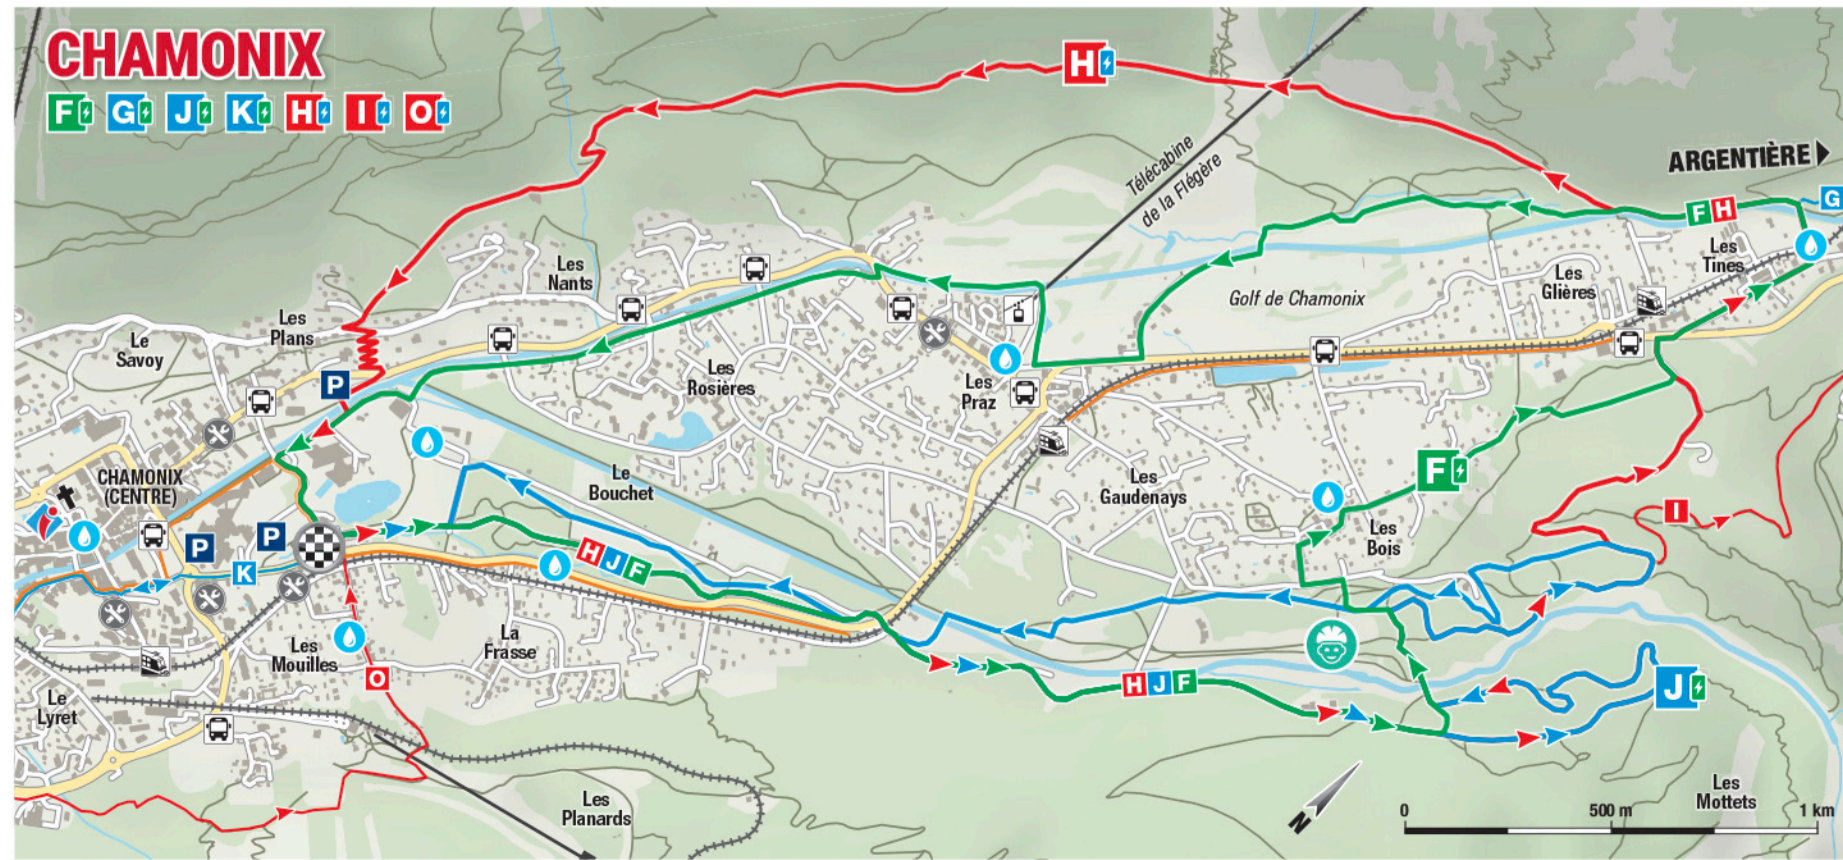 CHAMONIX
F G J K H I O
H
Télécabine
de la Flégère
ARGENTIÈRE
F H
G
Les
Tines
Les
Glières
Golf de Chamonix
Les
Nants
Les
Plans
Le
Savoy
P
Les
Rosières
Les
Praz
CHAMONIX
(CENTRE)
i
Le
Bouchet
Les
Gaudenays
F
I
Les
Bois
P
P
K
H J F
Les
Mouilles
La
Frasse
O
H J F
J
Le
Lyret
Les
Planards
Les
Mottets
N
0 500 m 1 km